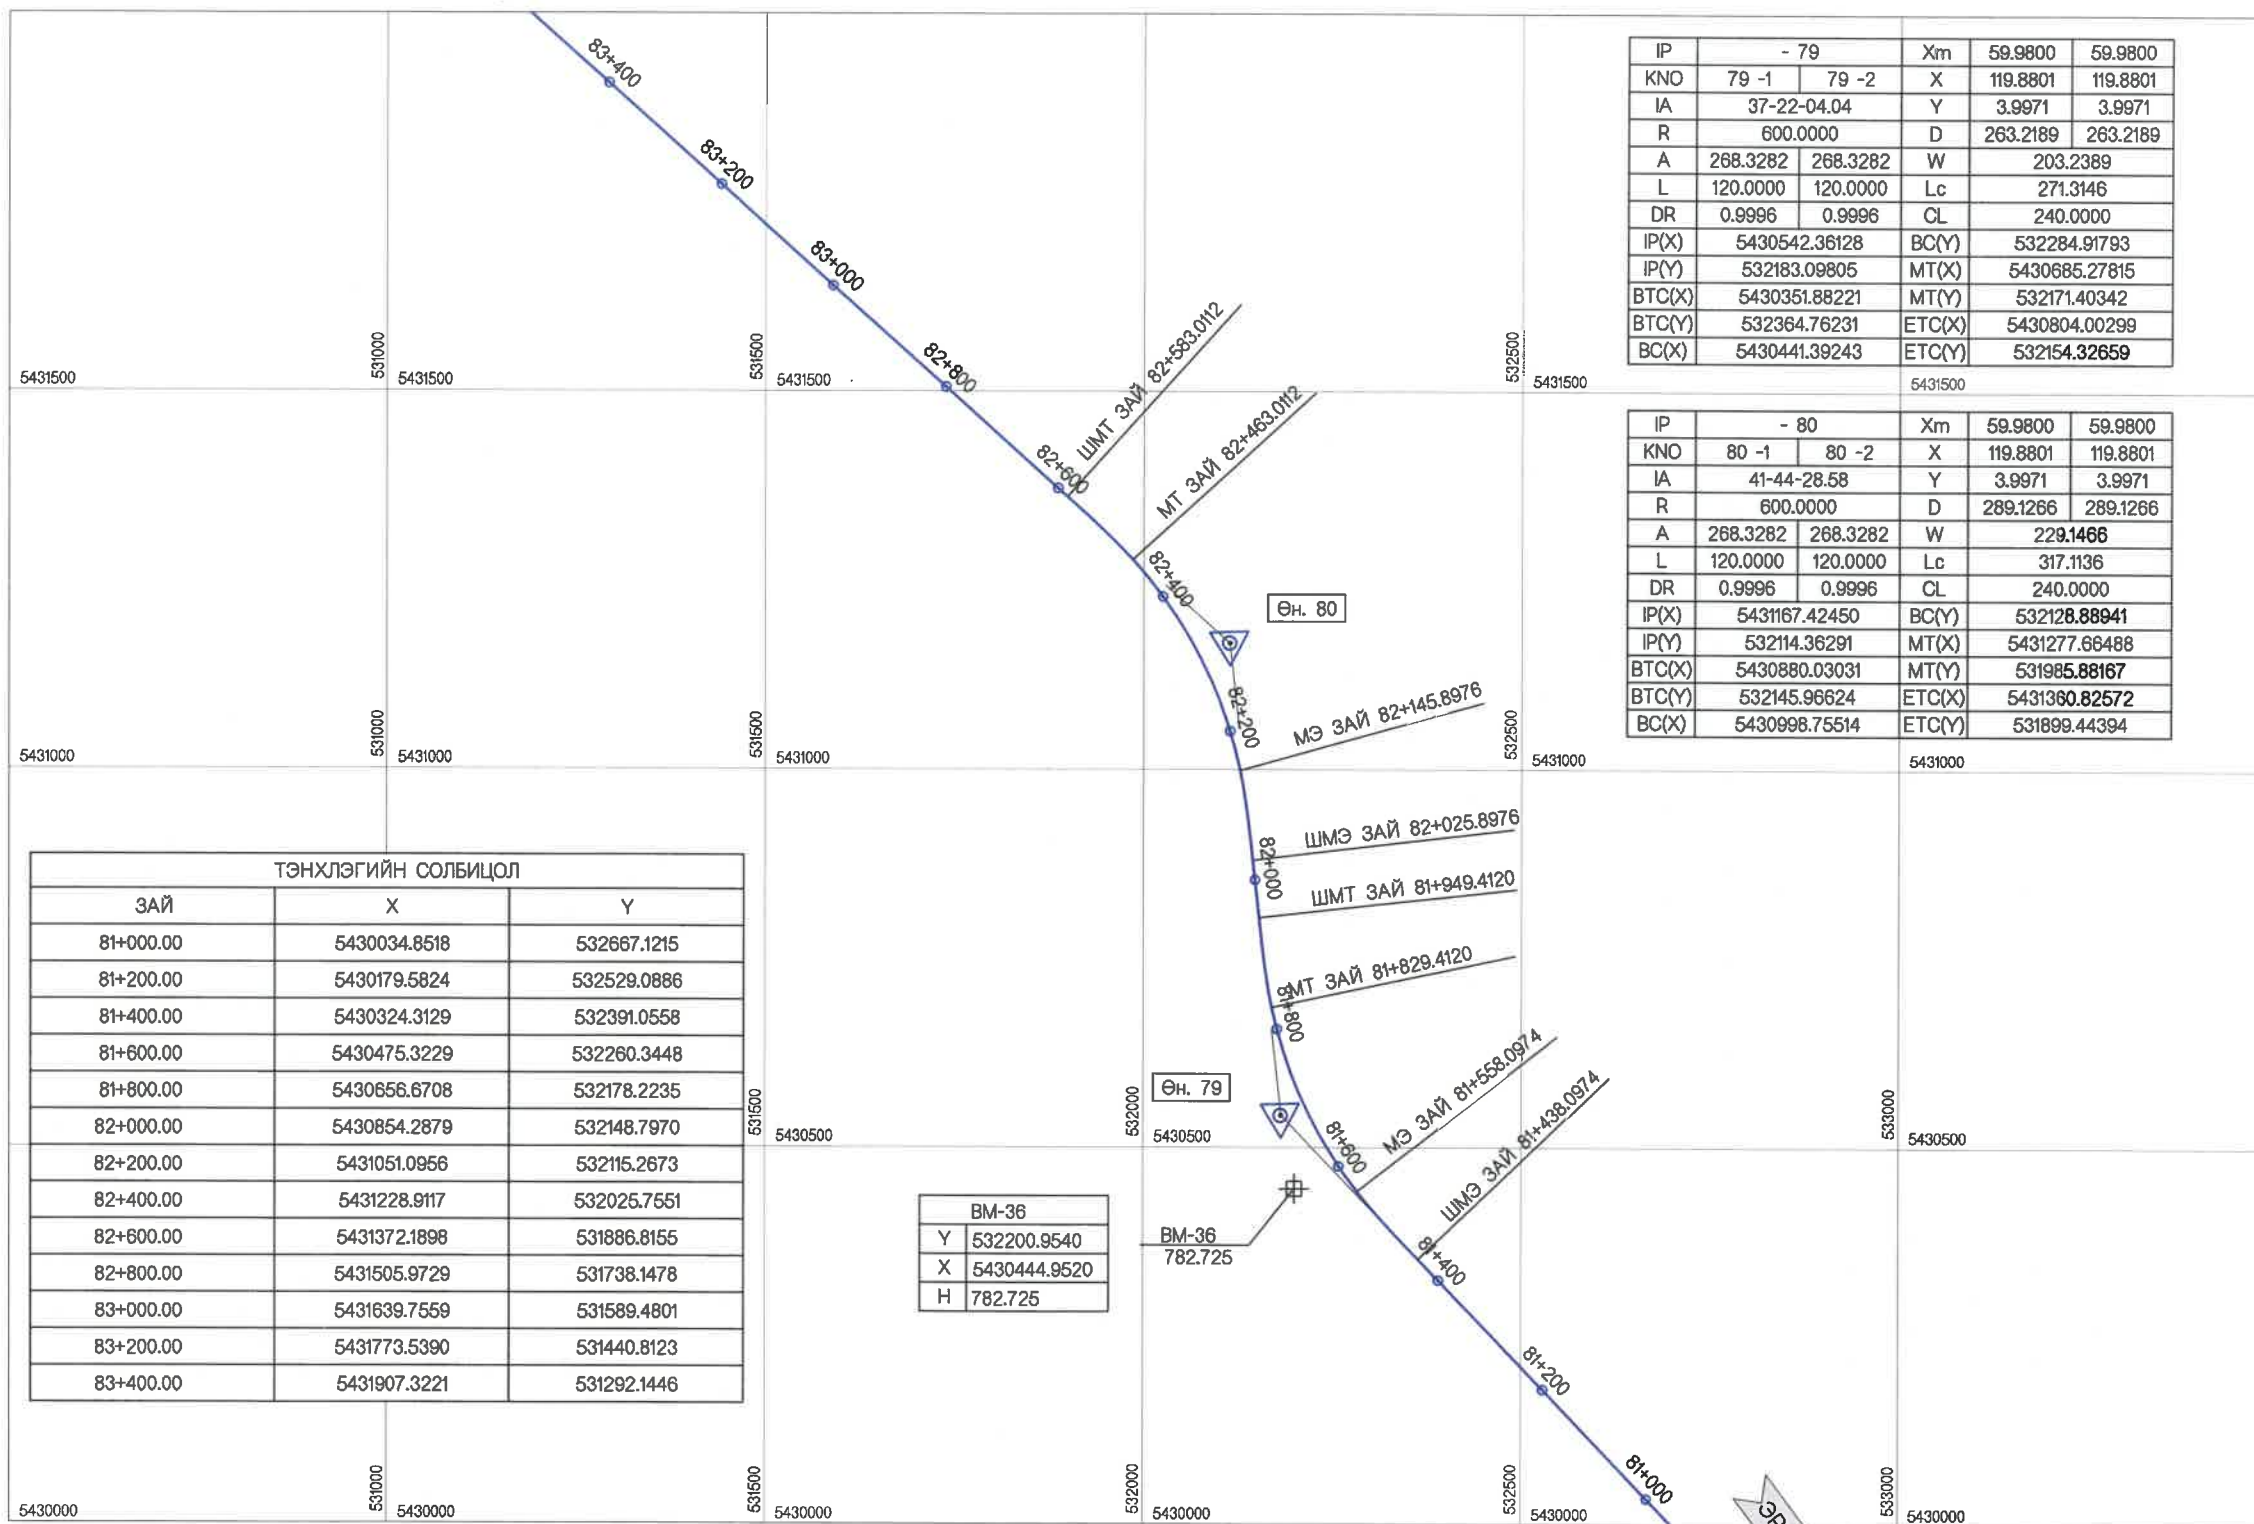 83+400
83+200
83+000
82+800
82+600
82+400
82+200
82+000
81+800
81+600
81+400
81+200
81+000
ШМТ ЗАЙ 82+583.0112
МТ ЗАЙ 82+463.0112
МЭ ЗАЙ 82+145.8976
ШМЭ ЗАЙ 82+025.8976
ШМТ ЗАЙ 81+949.4120
МТ ЗАЙ 81+829.4120
МЭ ЗАЙ 81+558.0974
ШМЭ ЗАЙ 81+438.0974
Өн. 80
Өн. 79
IP - 79 Xm 59.9800 59.9800
KNO 79 -1 79 -2 X 119.8801 119.8801
IA 37-22-04.04 Y 3.9971 3.9971
R 600.0000 D 263.2189 263.2189
A 268.3282 268.3282 W 203.2389
L 120.0000 120.0000 Lc 271.3146
DR 0.9996 0.9996 CL 240.0000
IP(X) 5430542.36128 BC(Y) 532284.91793
IP(Y) 532183.09805 MT(X) 5430685.27815
BTC(X) 5430351.88221 MT(Y) 532171.40342
BTC(Y) 532364.76231 ETC(X) 5430804.00299
BC(X) 5430441.39243 ETC(Y) 532154.32659
IP - 80 Xm 59.9800 59.9800
KNO 80 -1 80 -2 X 119.8801 119.8801
IA 41-44-28.58 Y 3.9971 3.9971
R 600.0000 D 289.1266 289.1266
A 268.3282 268.3282 W 229.1466
L 120.0000 120.0000 Lc 317.1136
DR 0.9996 0.9996 CL 240.0000
IP(X) 5431167.42450 BC(Y) 532128.88941
IP(Y) 532114.36291 MT(X) 5431277.66488
BTC(X) 5430880.03031 MT(Y) 531985.88167
BTC(Y) 532145.96624 ETC(X) 5431360.82572
BC(X) 5430998.75514 ETC(Y) 531899.44394
5431500 531000 5431500 531500 5431500 532500 5431500 5431500
5431000 531000 5431000 531500 5431000 532500 5431000 5431000
531500 532000 5430500 533000 5430500
5430000 531000 5430000 531500 5430000 532000 5430000 532500 5430000 533000 5430000
ТЭНХЛЭГИЙН СОЛБИЦОЛ
ЗАЙ X Y
81+000.00 5430034.8518 532667.1215
81+200.00 5430179.5824 532529.0886
81+400.00 5430324.3129 532391.0558
81+600.00 5430475.3229 532260.3448
81+800.00 5430656.6708 532178.2235
82+000.00 5430854.2879 532148.7970
82+200.00 5431051.0956 532115.2673
82+400.00 5431228.9117 532025.7551
82+600.00 5431372.1898 531886.8155
82+800.00 5431505.9729 531738.1478
83+000.00 5431639.7559 531589.4801
83+200.00 5431773.5390 531440.8123
83+400.00 5431907.3221 531292.1446
BM-36
Y 532200.9540
X 5430444.9520
H 782.725
BM-36
782.725